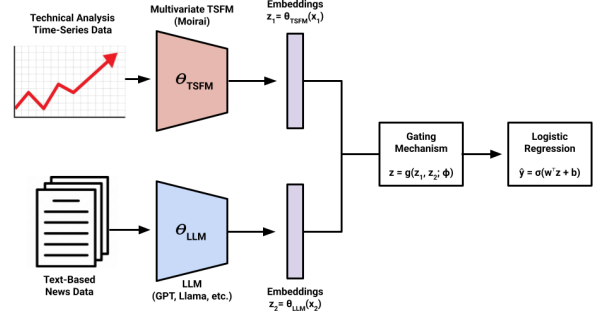 Technical Analysis
Time-Series Data
Multivariate TSFM
(Moirai)
θTSFM
Embeddings
z1= θTSFM(x1)
Gating
Mechanism
z = g(z1, z2; ϕ)
Logistic
Regression
ŷ = σ(wᵀz + b)
Text-Based
News Data
θLLM
LLM
(GPT, Llama, etc.)
Embeddings
z2= θLLM(x2)